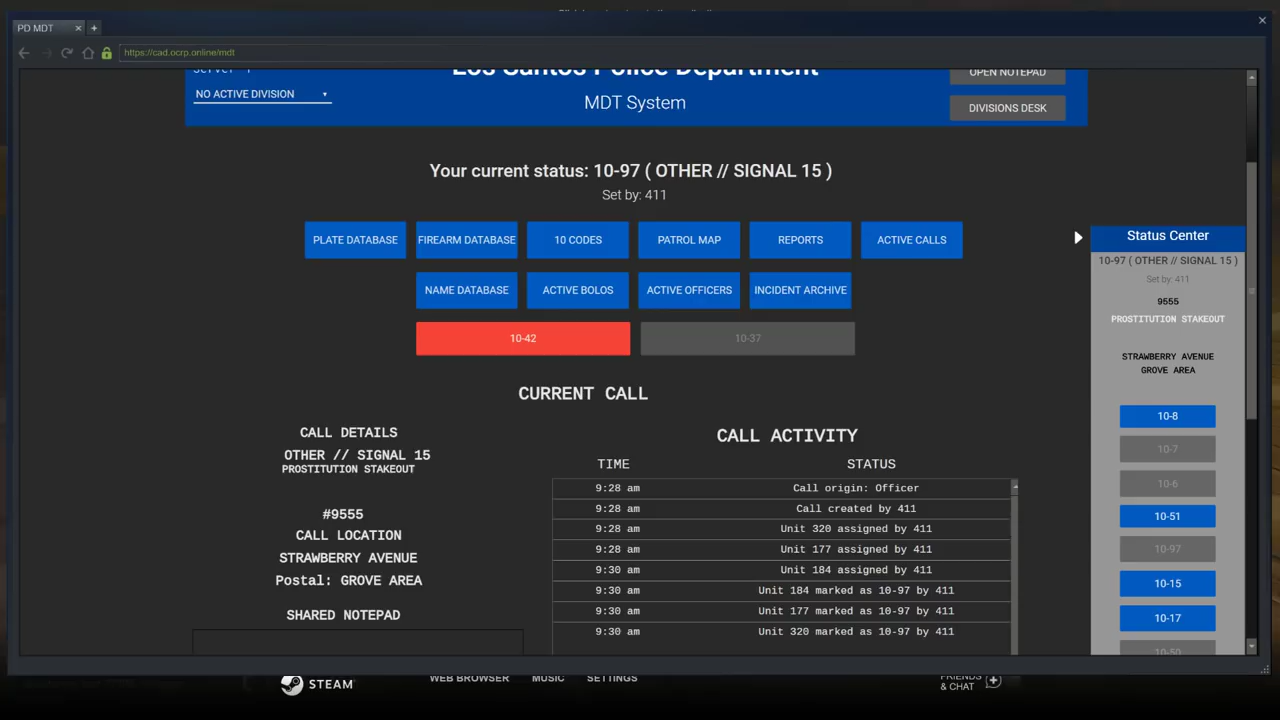 PD MDT
https://cad.ocrp.online/mdt
Los Santos Police Department
OPEN NOTEPAD
NO ACTIVE DIVISION
MDT System
DIVISIONS DESK
Your current status: 10-97 ( OTHER // SIGNAL 15 )
Set by: 411
PLATE DATABASE
FIREARM DATABASE
10 CODES
PATROL MAP
REPORTS
ACTIVE CALLS
NAME DATABASE
ACTIVE BOLOS
ACTIVE OFFICERS
INCIDENT ARCHIVE
10-42
10-37
CURRENT CALL
CALL DETAILS
OTHER // SIGNAL 15
PROSTITUTION STAKEOUT
#9555
CALL LOCATION
STRAWBERRY AVENUE
Postal: GROVE AREA
SHARED NOTEPAD
CALL ACTIVITY
TIME STATUS
9:28 am Call origin: Officer
9:28 am Call created by 411
9:28 am Unit 320 assigned by 411
9:28 am Unit 177 assigned by 411
9:30 am Unit 184 assigned by 411
9:30 am Unit 184 marked as 10-97 by 411
9:30 am Unit 177 marked as 10-97 by 411
9:30 am Unit 320 marked as 10-97 by 411
Status Center
10-97 ( OTHER // SIGNAL 15 )
Set by: 411
9555
PROSTITUTION STAKEOUT
STRAWBERRY AVENUE
GROVE AREA
10-8
10-7
10-6
10-51
10-97
10-15
10-17
10-50
STEAM
WEB BROWSER
MUSIC
SETTINGS
FRIENDS
& CHAT